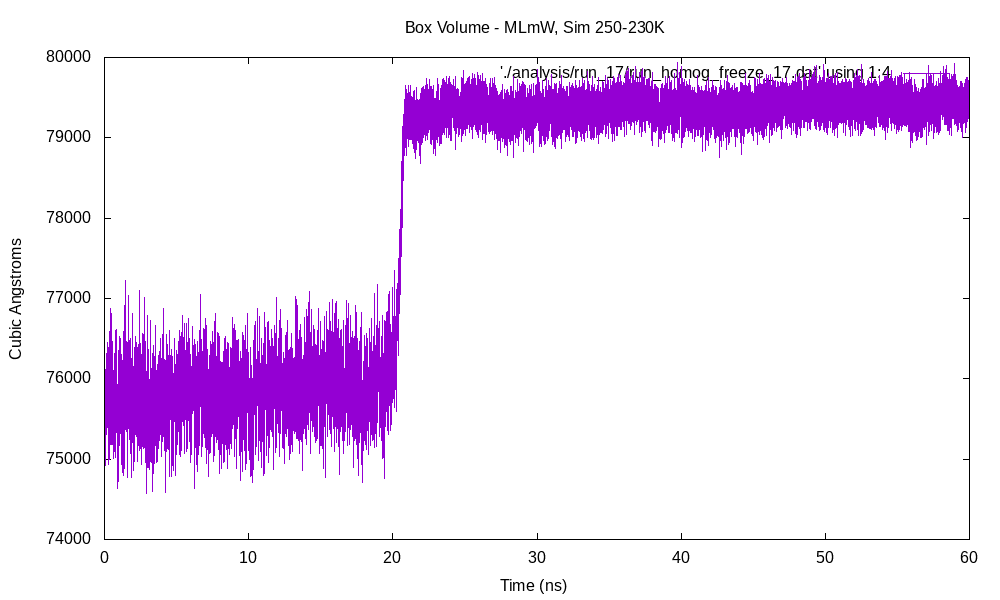 Box Volume - MLmW, Sim 250-230K
'./analysis/run_17/run_homog_freeze_17.da' using 1:4
80000
79000
78000
77000
76000
75000
74000
Cubic Angstroms
0 10 20 30 40 50 60
Time (ns)